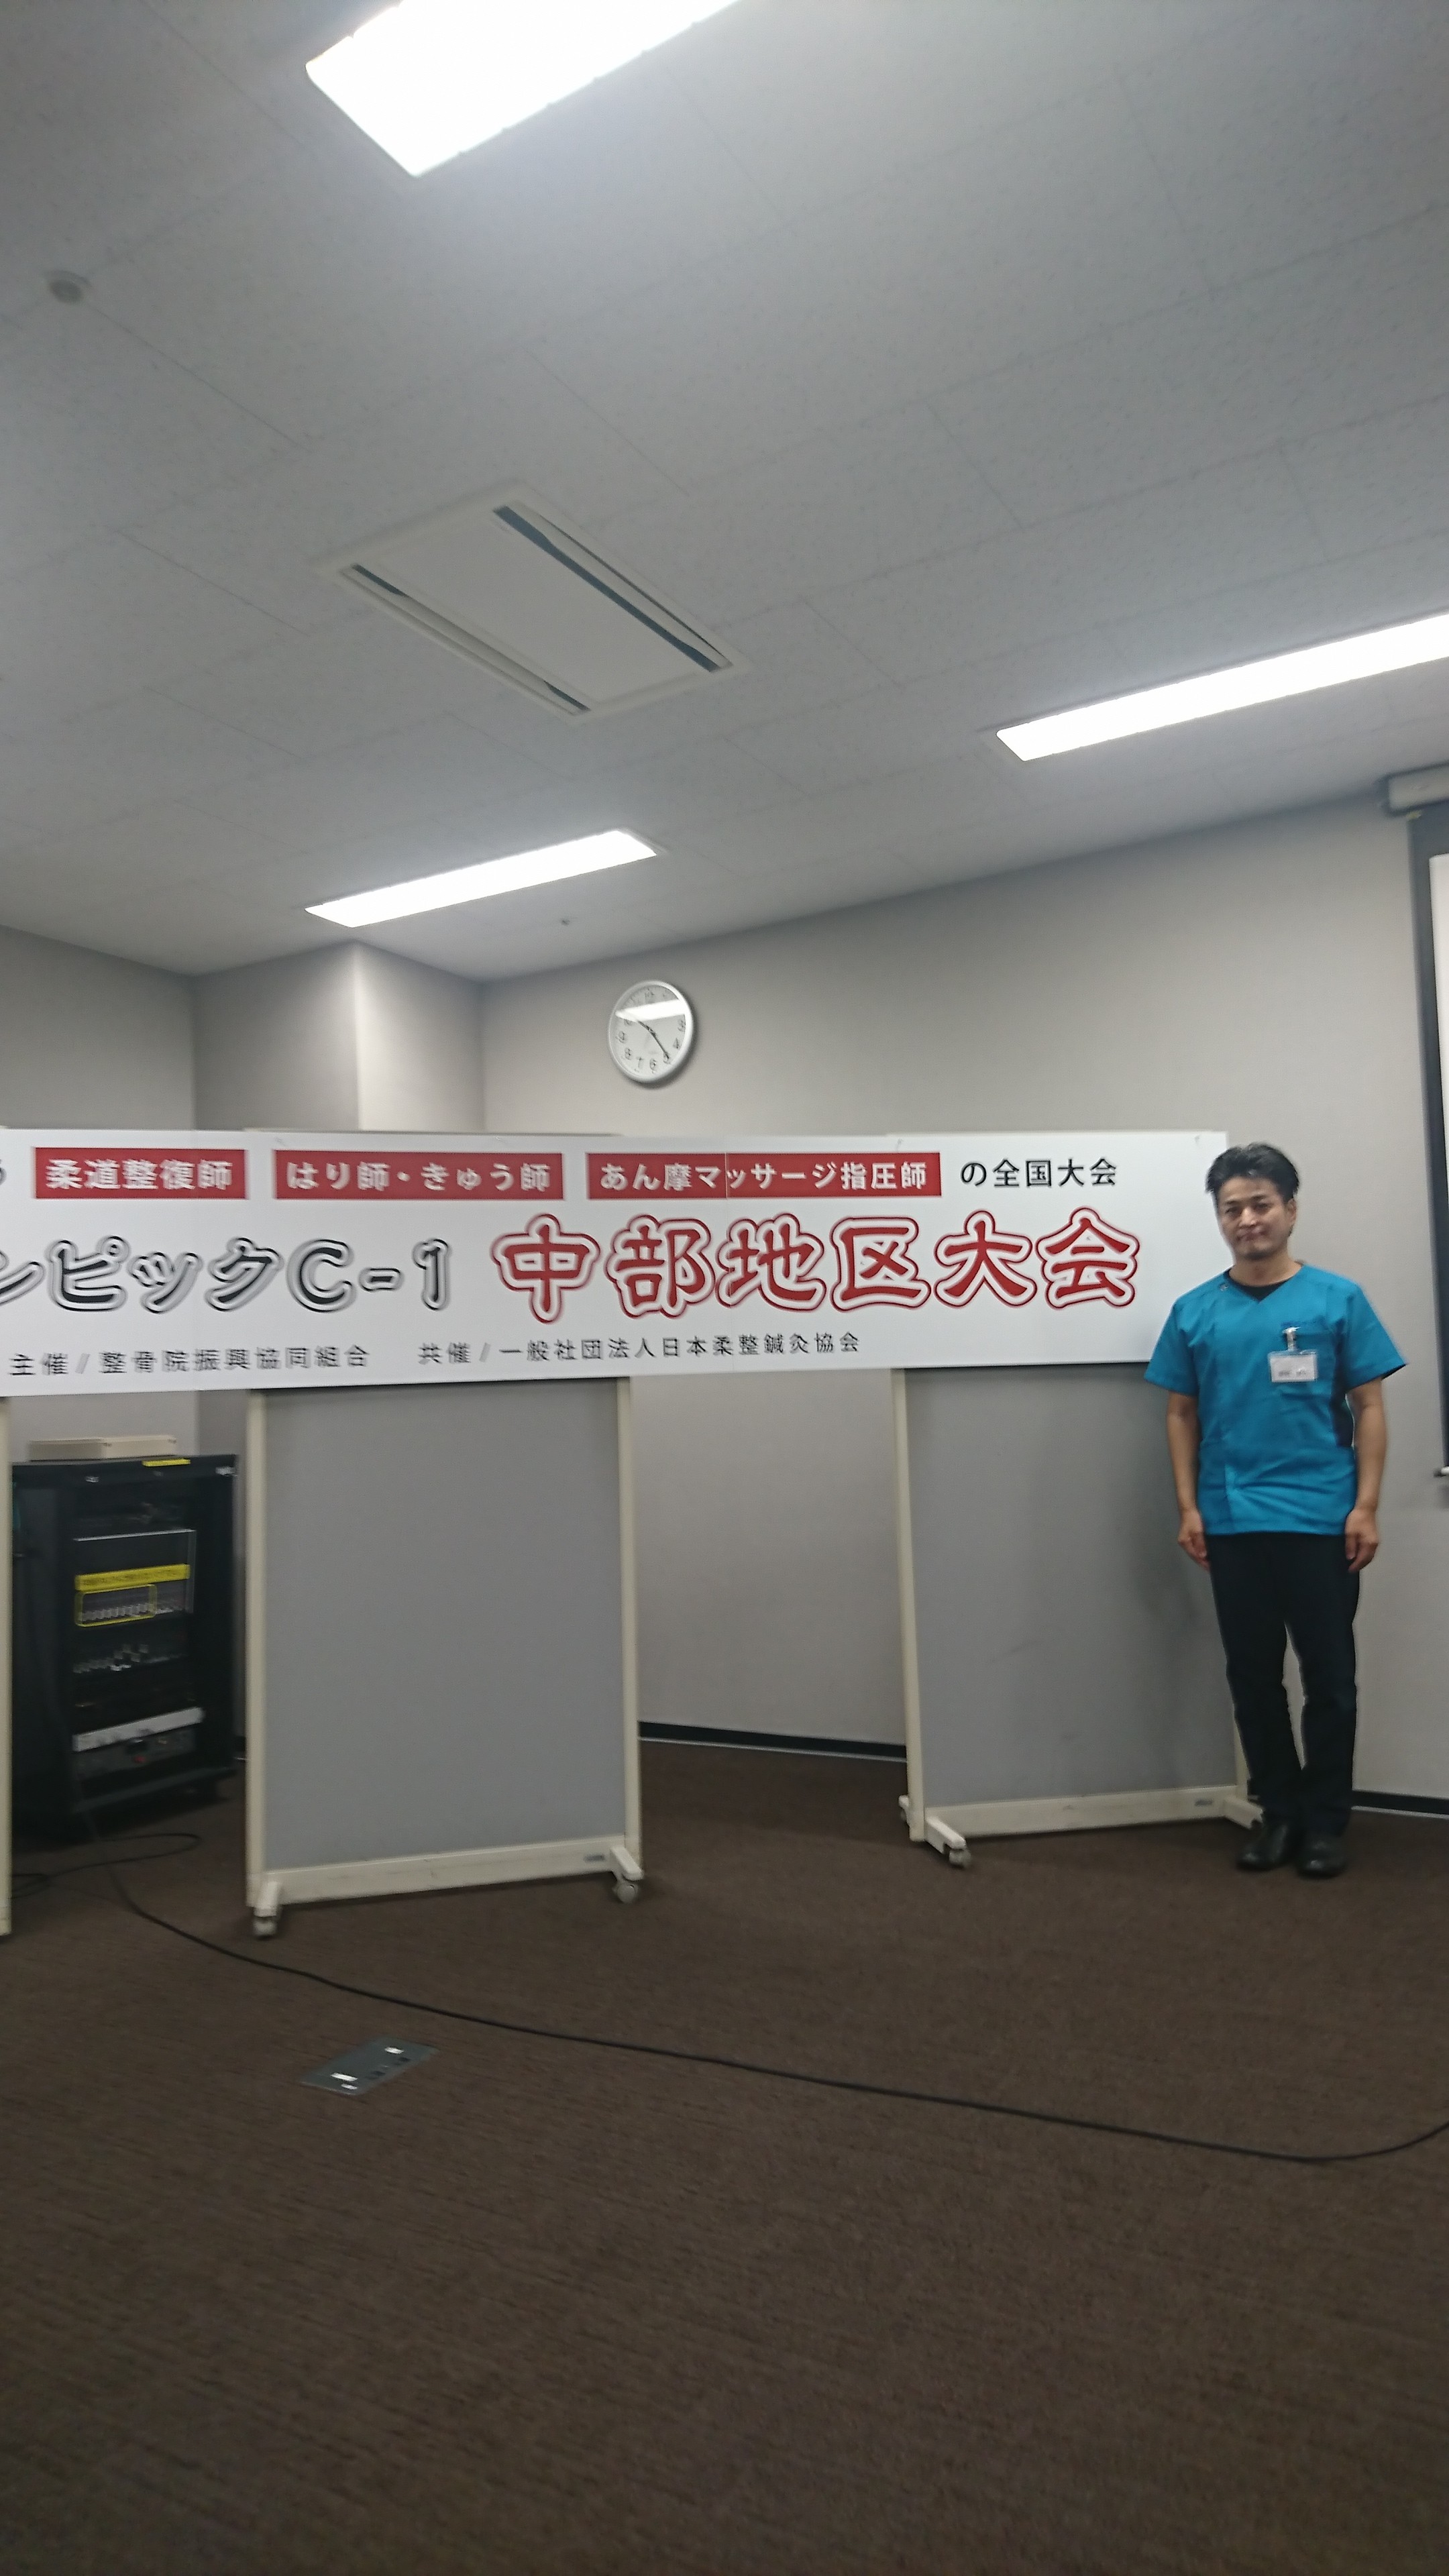 柔道整復師 はり師・きゅう師 あん摩マッサージ指圧師 の全国大会
ンピックC-1 中部地区大会
主催/整骨院振興協同組合 共催/一般社団法人日本柔整鍼灸協会